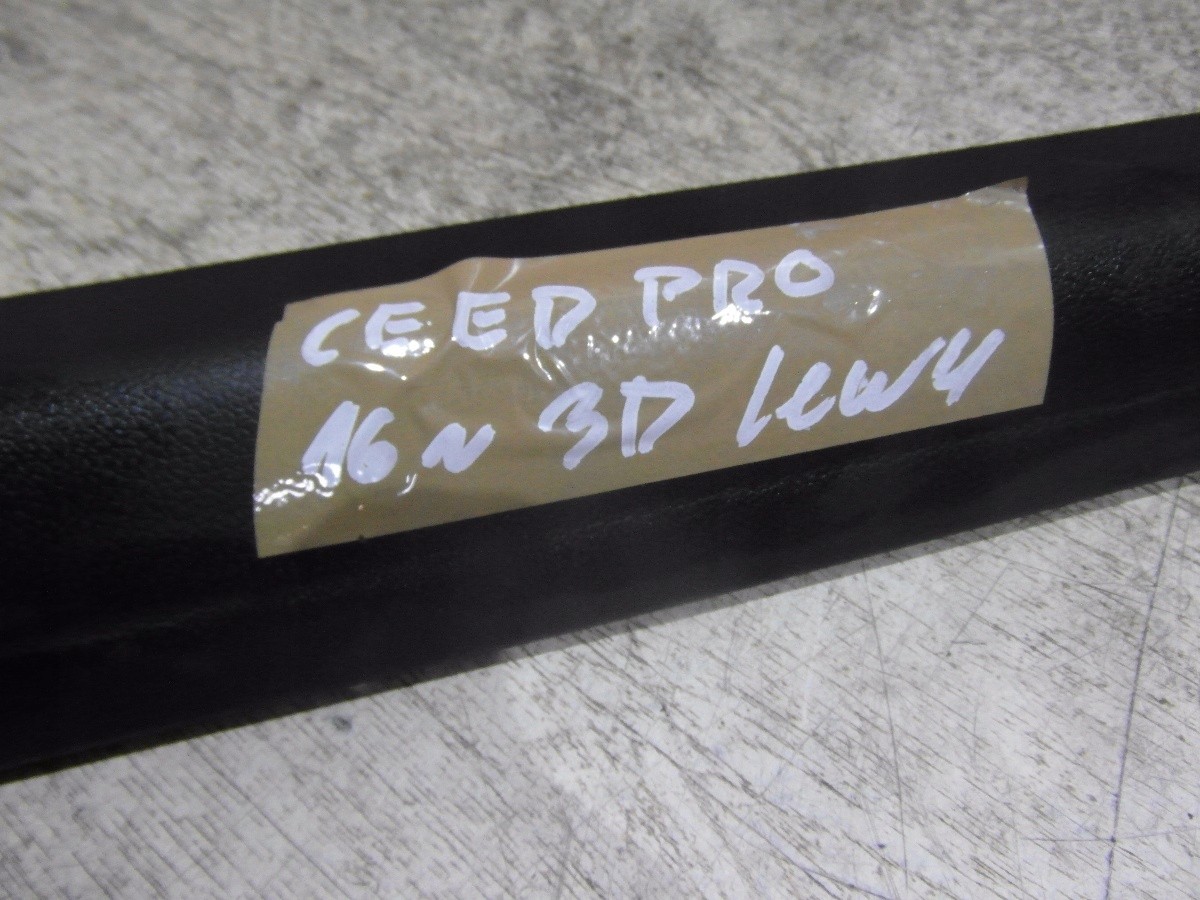 CEED PRO
16r 3D lewy